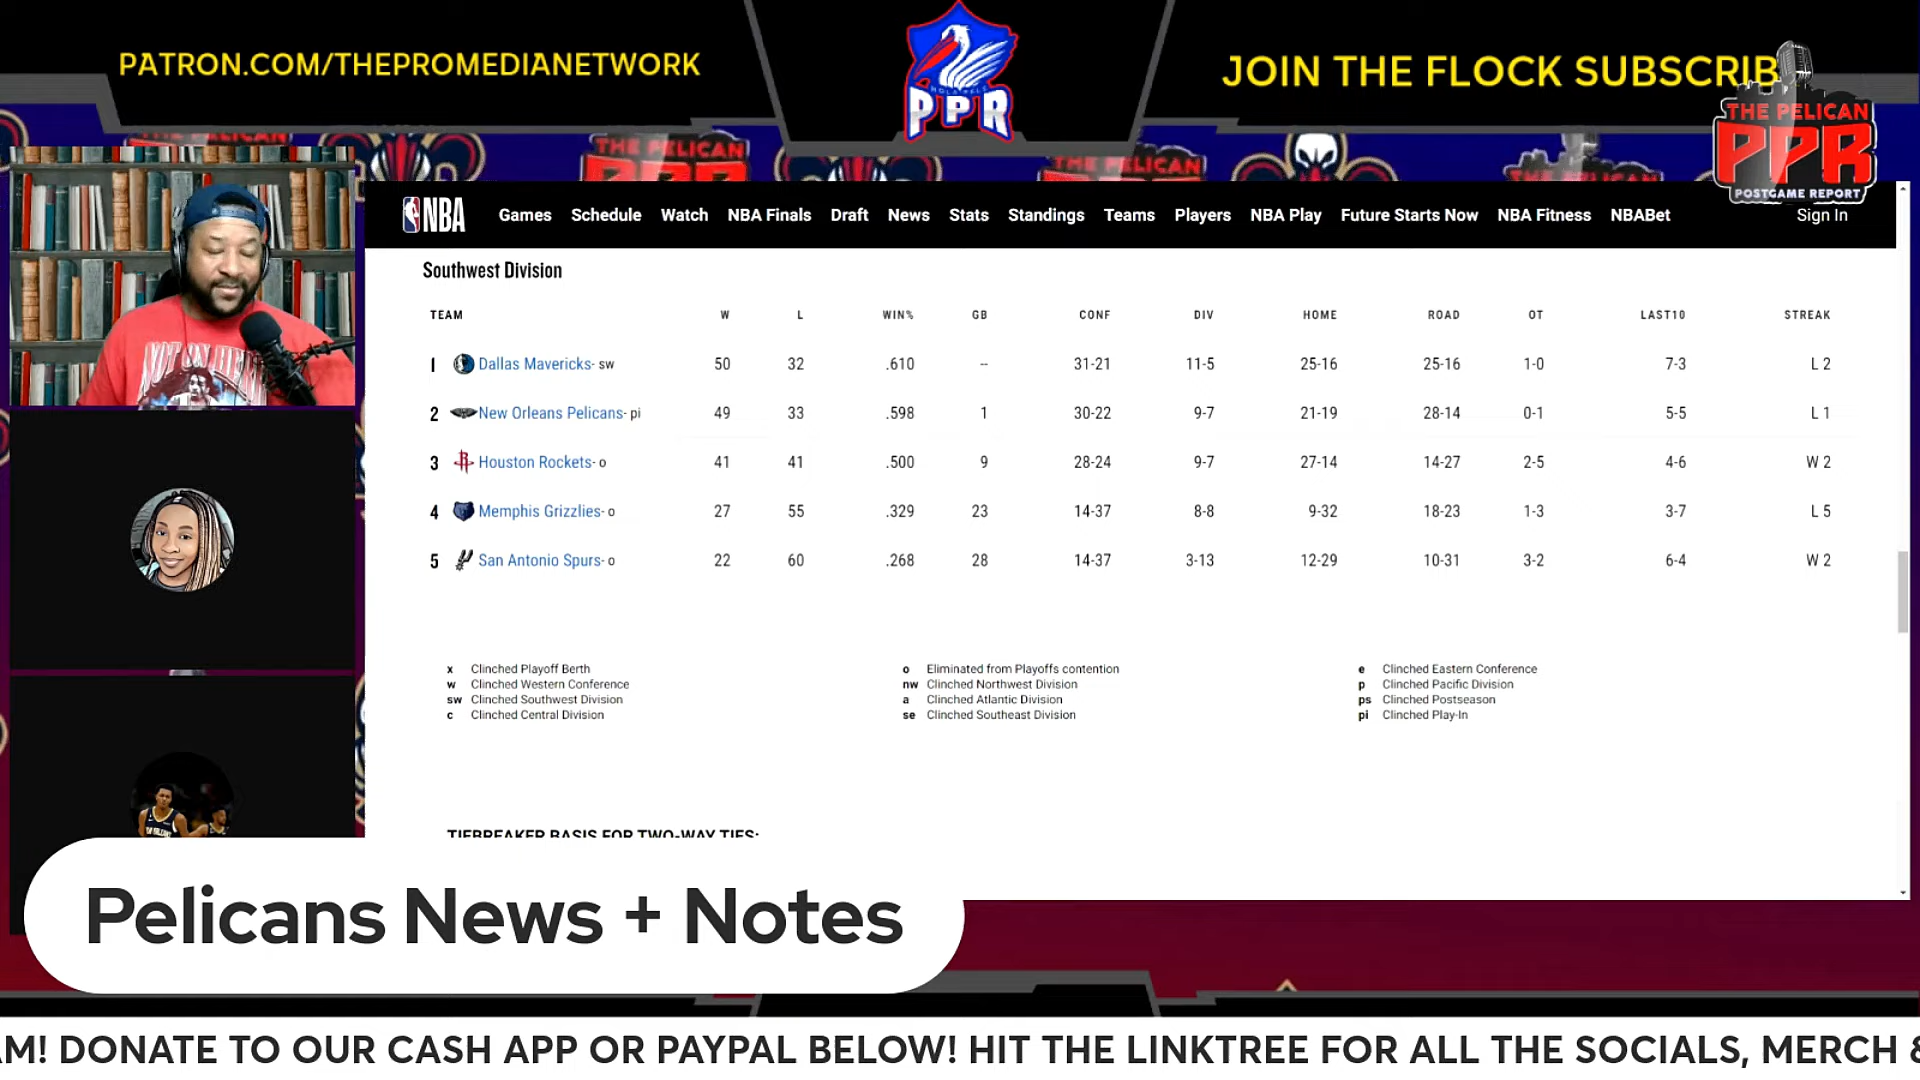 PATRON.COM/THEPROMEDIANETWORK
PPR
JOIN THE FLOCK SUBSCRIB
THE PELICAN
PPR
POSTGAME REPORT
THE PELICAN
THE PELICAN
NBA Games Schedule Watch NBA Finals Draft News Stats Standings Teams Players NBA Play Future Starts Now NBA Fitness NBABet Sign In
Southwest Division
TEAM W L WIN% GB CONF DIV HOME ROAD OT LAST10 STREAK
1 Dallas Mavericks- sw 50 32 .610 -- 31-21 11-5 25-16 25-16 1-0 7-3 L 2
2 New Orleans Pelicans- pi 49 33 .598 1 30-22 9-7 21-19 28-14 0-1 5-5 L 1
3 Houston Rockets- o 41 41 .500 9 28-24 9-7 27-14 14-27 2-5 4-6 W 2
4 Memphis Grizzlies- o 27 55 .329 23 14-37 8-8 9-32 18-23 1-3 3-7 L 5
5 San Antonio Spurs- o 22 60 .268 28 14-37 3-13 12-29 10-31 3-2 6-4 W 2
x Clinched Playoff Berth o Eliminated from Playoffs contention e Clinched Eastern Conference
w Clinched Western Conference nw Clinched Northwest Division p Clinched Pacific Division
sw Clinched Southwest Division a Clinched Atlantic Division ps Clinched Postseason
c Clinched Central Division se Clinched Southeast Division pi Clinched Play-In
TIEBREAKER BASIS FOR TWO-WAY TIES:
Pelicans News + Notes
AM! DONATE TO OUR CASH APP OR PAYPAL BELOW! HIT THE LINKTREE FOR ALL THE SOCIALS, MERCH &